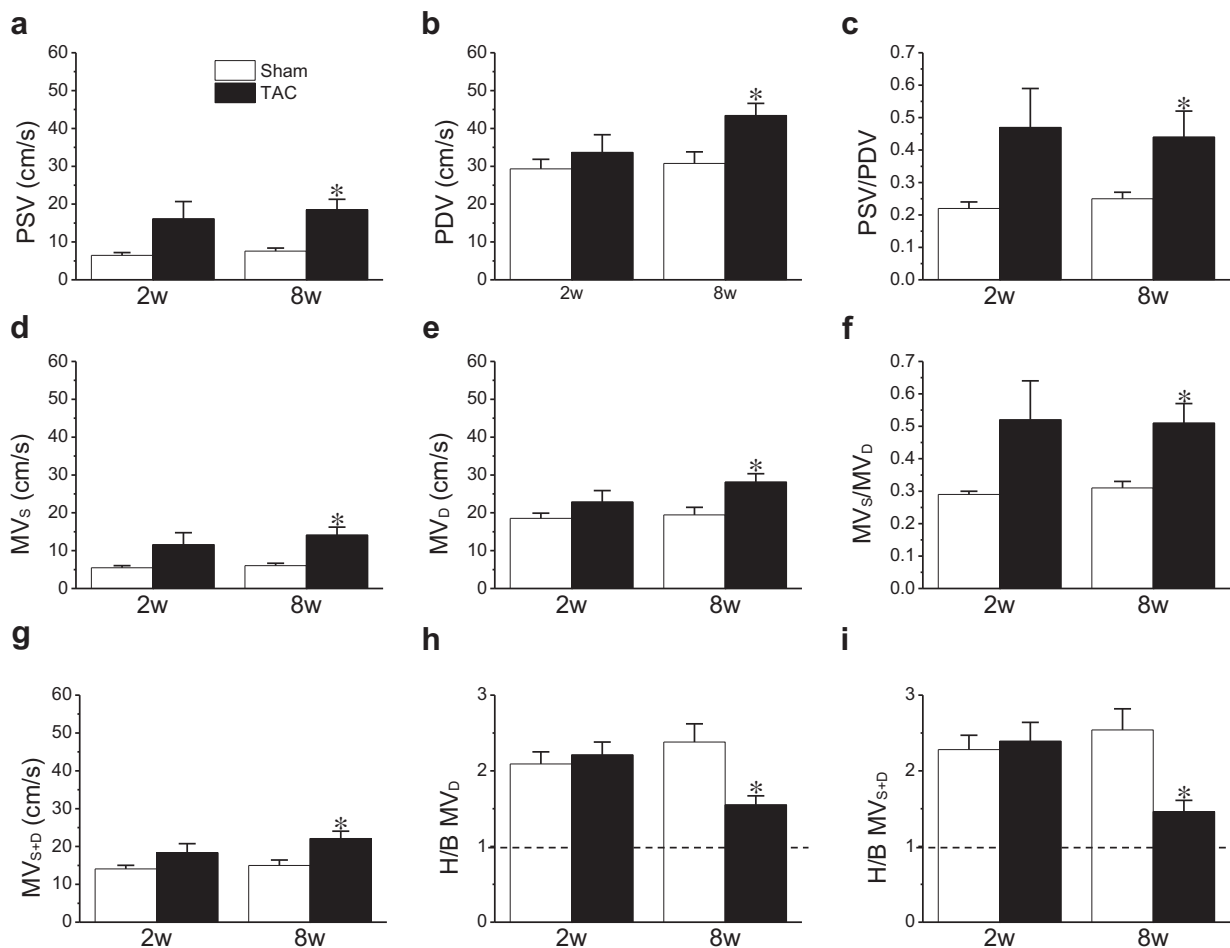 a
b
c
PSV (cm/s)
60
50
40
30
20
10
0
Sham
TAC
*
2w
8w
PDV (cm/s)
60
50
40
30
20
10
0
*
2w
8w
PSV/PDV
0.7
0.6
0.5
0.4
0.3
0.2
0.1
0.0
*
2w
8w
d
e
f
MVS (cm/s)
60
50
40
30
20
10
0
*
2w
8w
MVD (cm/s)
60
50
40
30
20
10
0
*
2w
8w
MVS/MVD
0.7
0.6
0.5
0.4
0.3
0.2
0.1
0.0
*
2w
8w
g
h
i
MVS+D (cm/s)
60
50
40
30
20
10
0
*
2w
8w
H/B MVD
3
2
1
0
*
2w
8w
H/B MVS+D
3
2
1
0
*
2w
8w